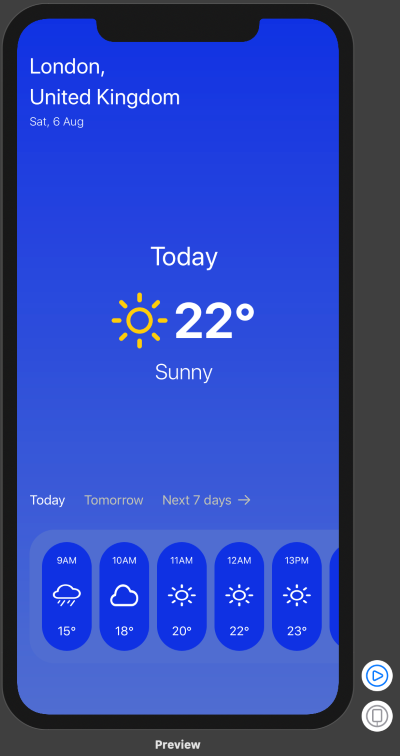 London,
United Kingdom
Sat, 6 Aug
Today
22°
Sunny
Today Tomorrow Next 7 days →
9AM 10AM 11AM 12AM 13PM
15° 18° 20° 22° 23°
Preview